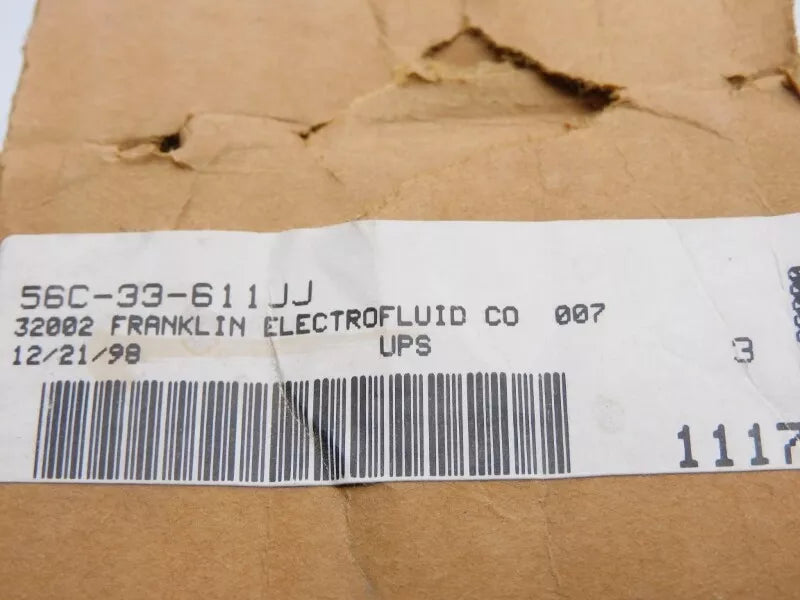 56C-33-611JJ
32002 FRANKLIN ELECTROFLUID CO 007
12/21/98 UPS 3
1117